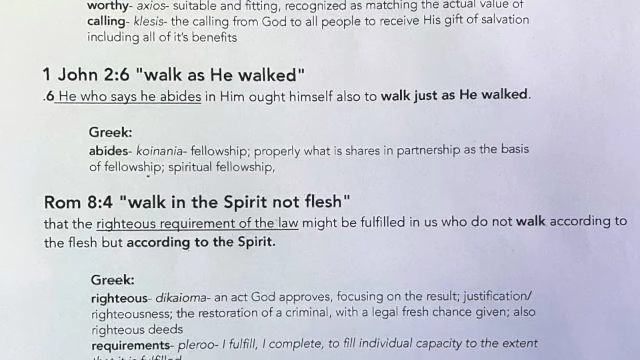 worthy- axios- suitable and fitting, recognized as matching the actual value of
calling- klesis- the calling from God to all people to receive His gift of salvation
including all of it's benefits
1 John 2:6 "walk as He walked"
.6 He who says he abides in Him ought himself also to walk just as He walked.
Greek:
abides- koinania- fellowship; properly what is shares in partnership as the basis
of fellowship; spiritual fellowship,
Rom 8:4 "walk in the Spirit not flesh"
that the righteous requirement of the law might be fulfilled in us who do not walk according to
the flesh but according to the Spirit.
Greek:
righteous- dikaioma- an act God approves, focusing on the result; justification/
righteousness; the restoration of a criminal, with a legal fresh chance given; also
righteous deeds
requirements- pleroo- I fulfill, I complete, to fill individual capacity to the extent
that it is fulfilled